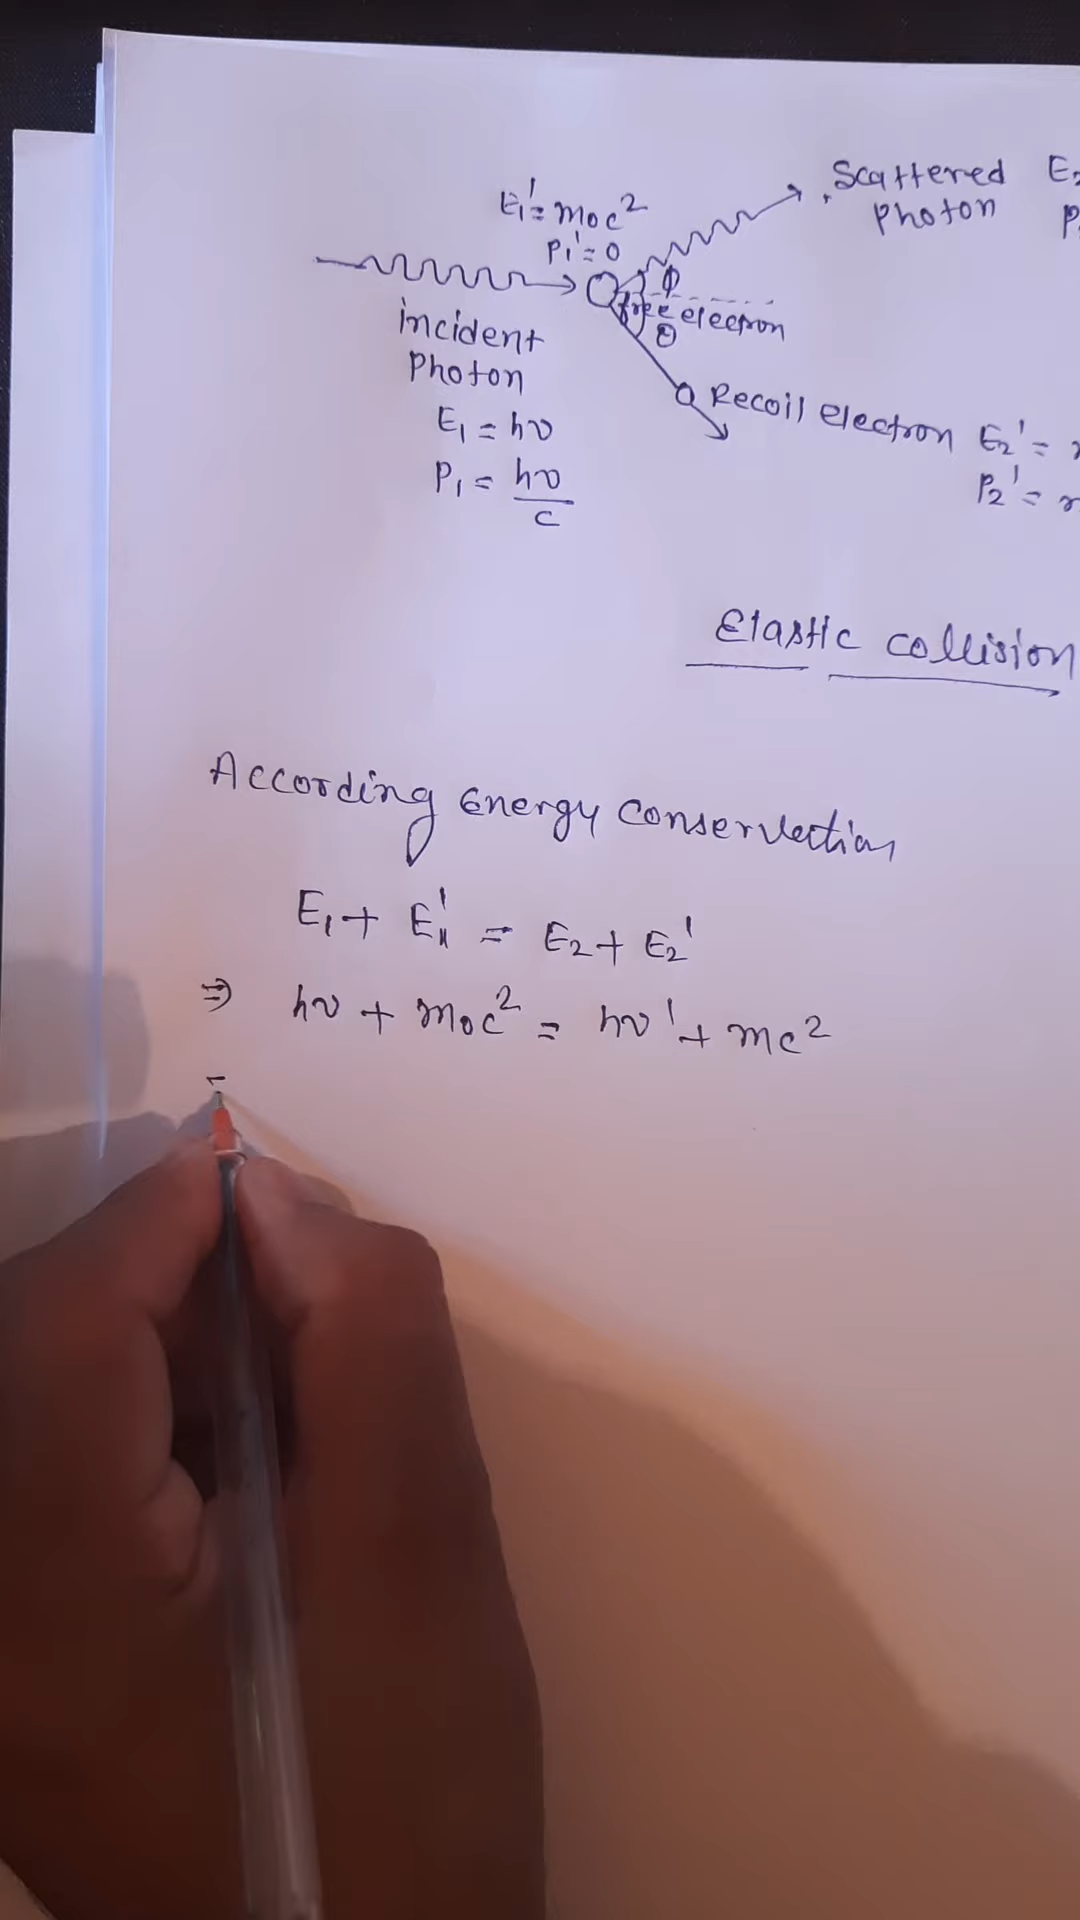 E₁' = m₀c²
P₁' = 0
Scattered
Photon
ϕ
free electron
θ
incident
Photon
E₁ = hν
P₁ = hν/c
Recoil electron E₂' =
P₂' =
Elastic collision
According energy conservection
E₁ + E₁' = E₂ + E₂'
⇒ hν + m₀c² = hν' + mc²